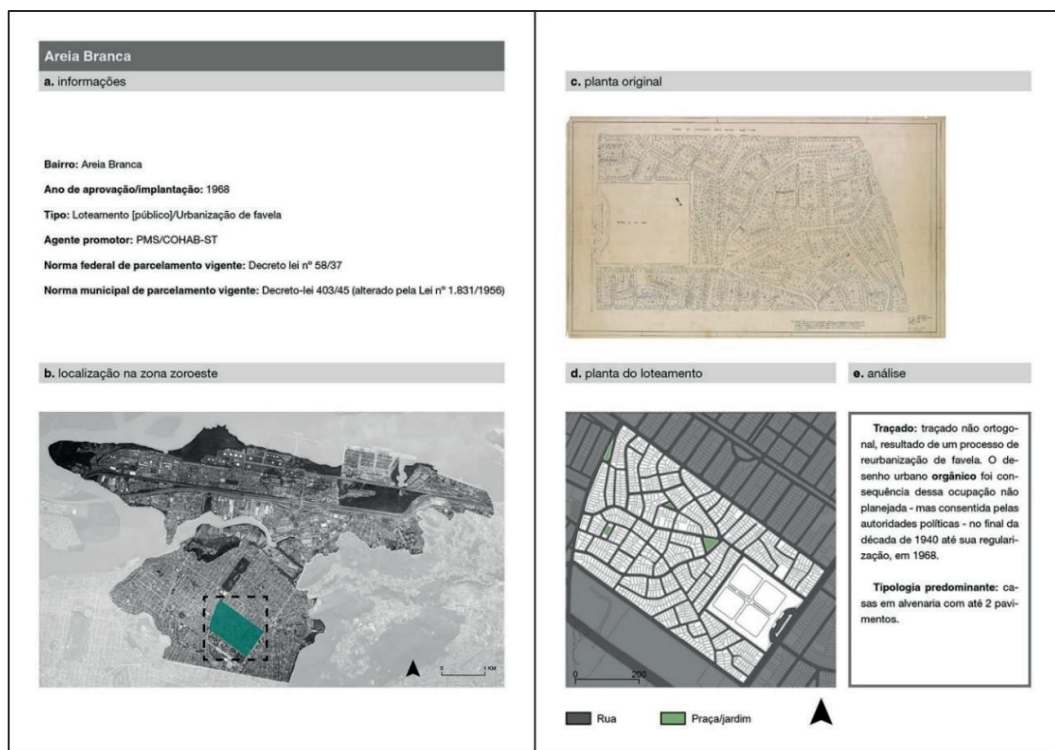 Areia Branca
a. informações
Bairro: Areia Branca
Ano de aprovação/implantação: 1968
Tipo: Loteamento [público]/Urbanização de favela
Agente promotor: PMS/COHAB-ST
Norma federal de parcelamento vigente: Decreto lei nº 58/37
Norma municipal de parcelamento vigente: Decreto-lei 403/45 (alterado pela Lei nº 1.831/1956)
b. localização na zona zoroeste
0 1 KM
c. planta original
d. planta do loteamento
0 200
Rua
Praça/jardim
e. análise
Traçado: traçado não ortogo-
nal, resultado de um processo de
reurbanização de favela. O de-
senho urbano orgânico foi con-
sequência dessa ocupação não
planejada - mas consentida pelas
autoridades políticas - no final da
década de 1940 até sua regulari-
zação, em 1968.
Tipologia predominante: ca-
sas em alvenaria com até 2 pavi-
mentos.